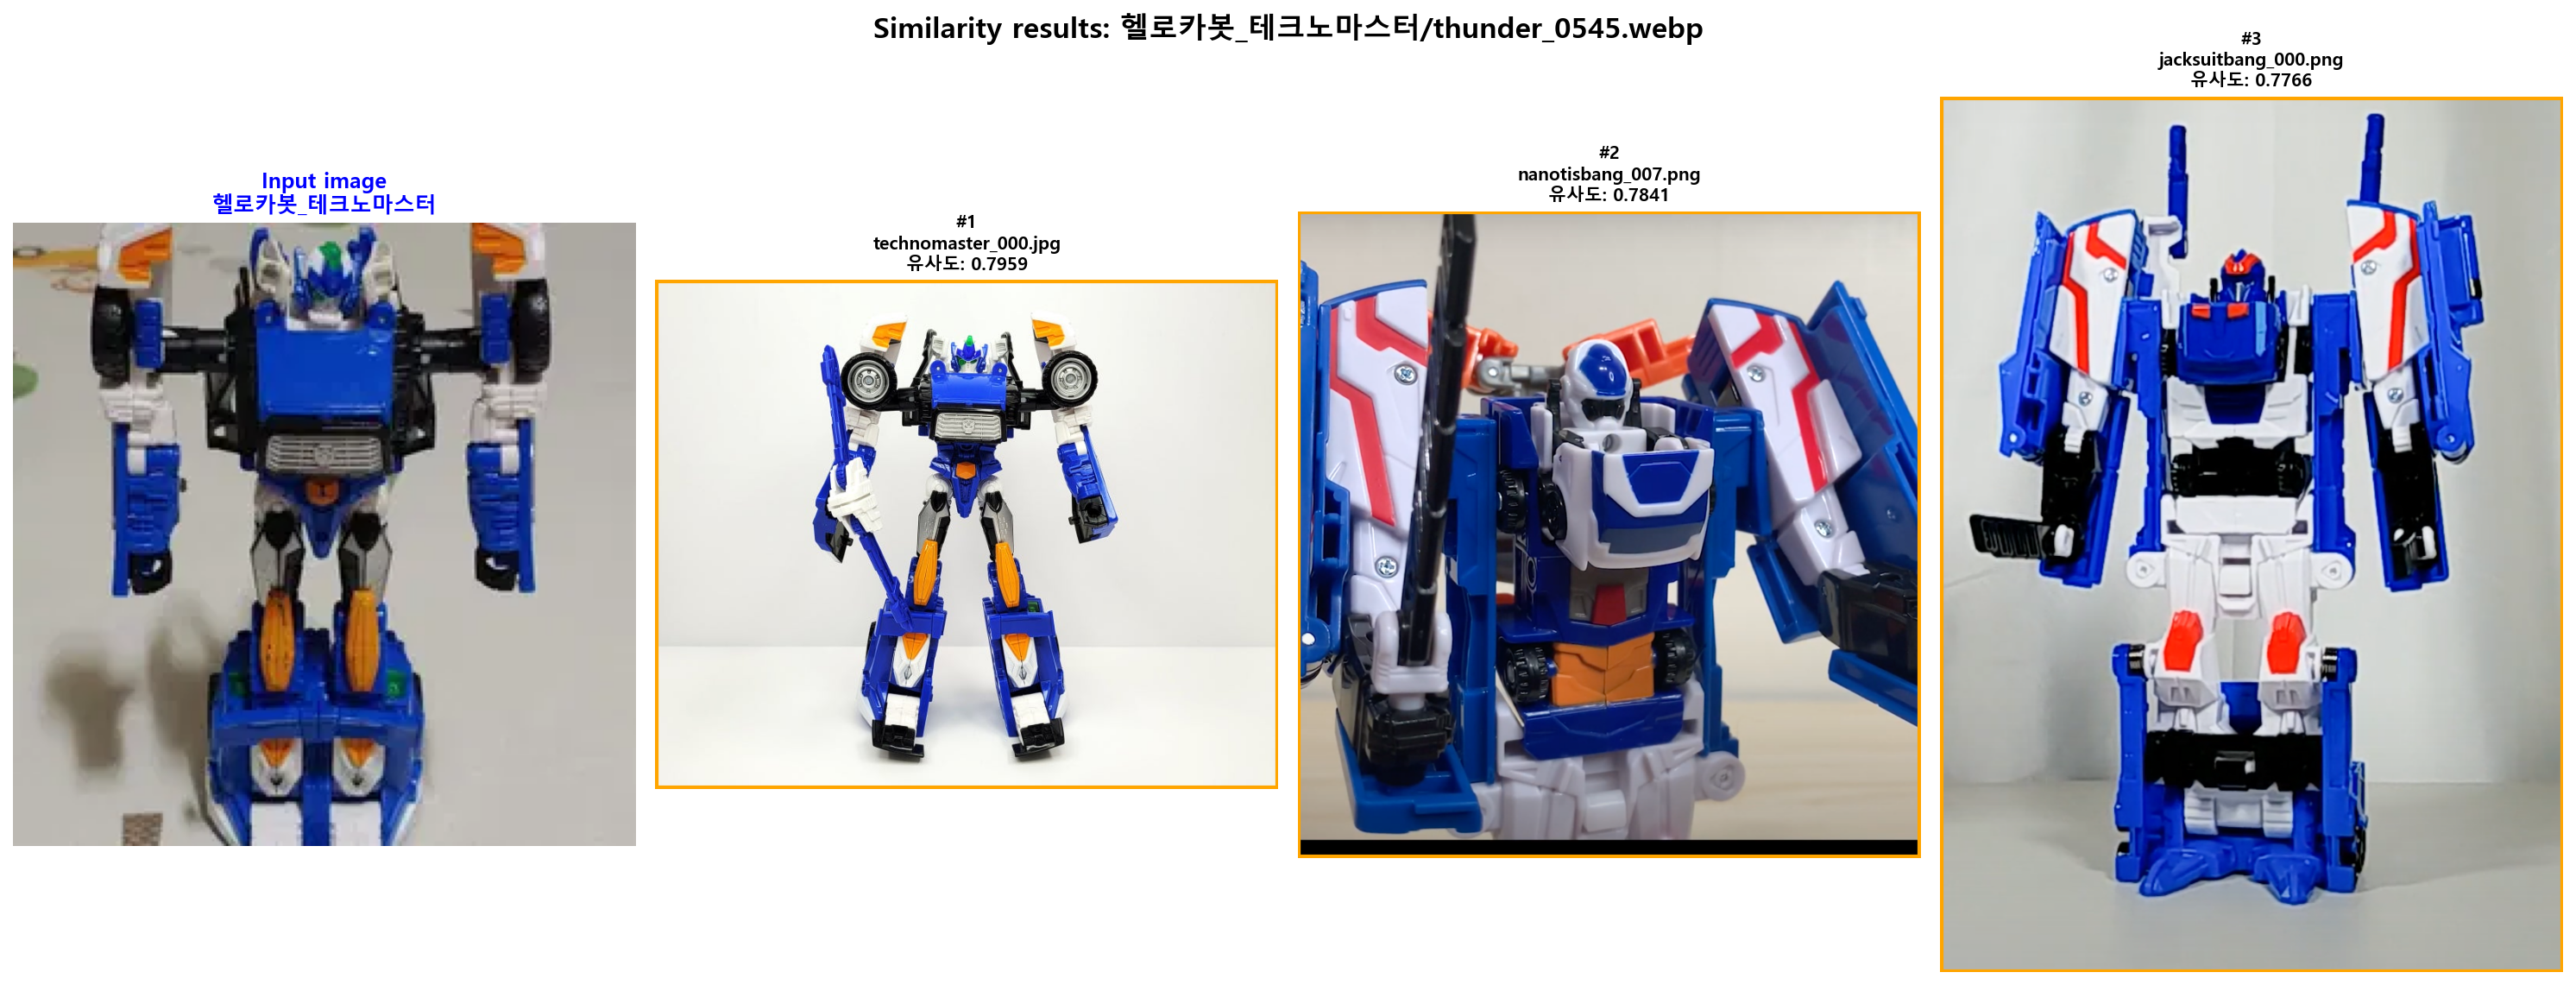 Similarity results: 헬로카봇_테크노마스터/thunder_0545.webp
Input image
헬로카봇_테크노마스터
#1
technomaster_000.jpg
유사도: 0.7959
#2
nanotisbang_007.png
유사도: 0.7841
#3
jacksuitbang_000.png
유사도: 0.7766